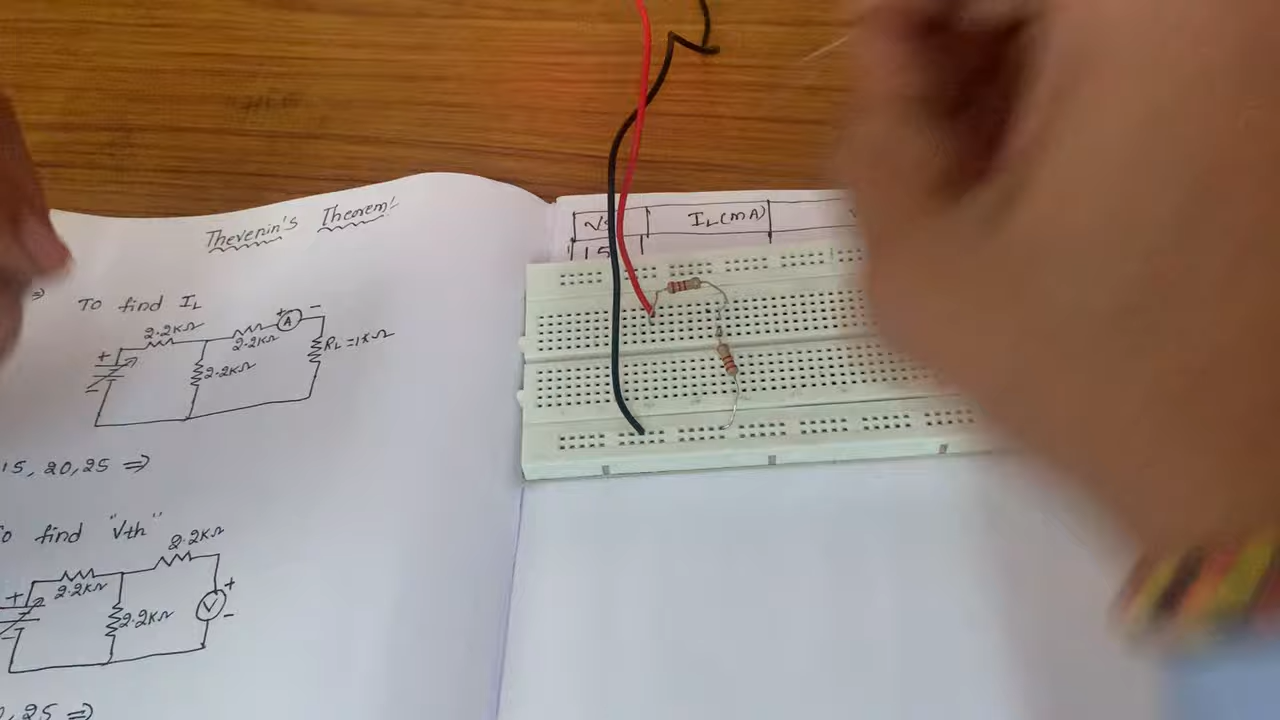 Thevenin's Theorem!
⇒ To find IL
2.2KΩ
2.2KΩ
A
+ -
2.2KΩ
RL=1KΩ
+
-
15, 20, 25 ⇒
To find "Vth"
2.2KΩ
2.2KΩ
2.2KΩ
V
+
-
+
-
25 ⇒
IL(MA)
15